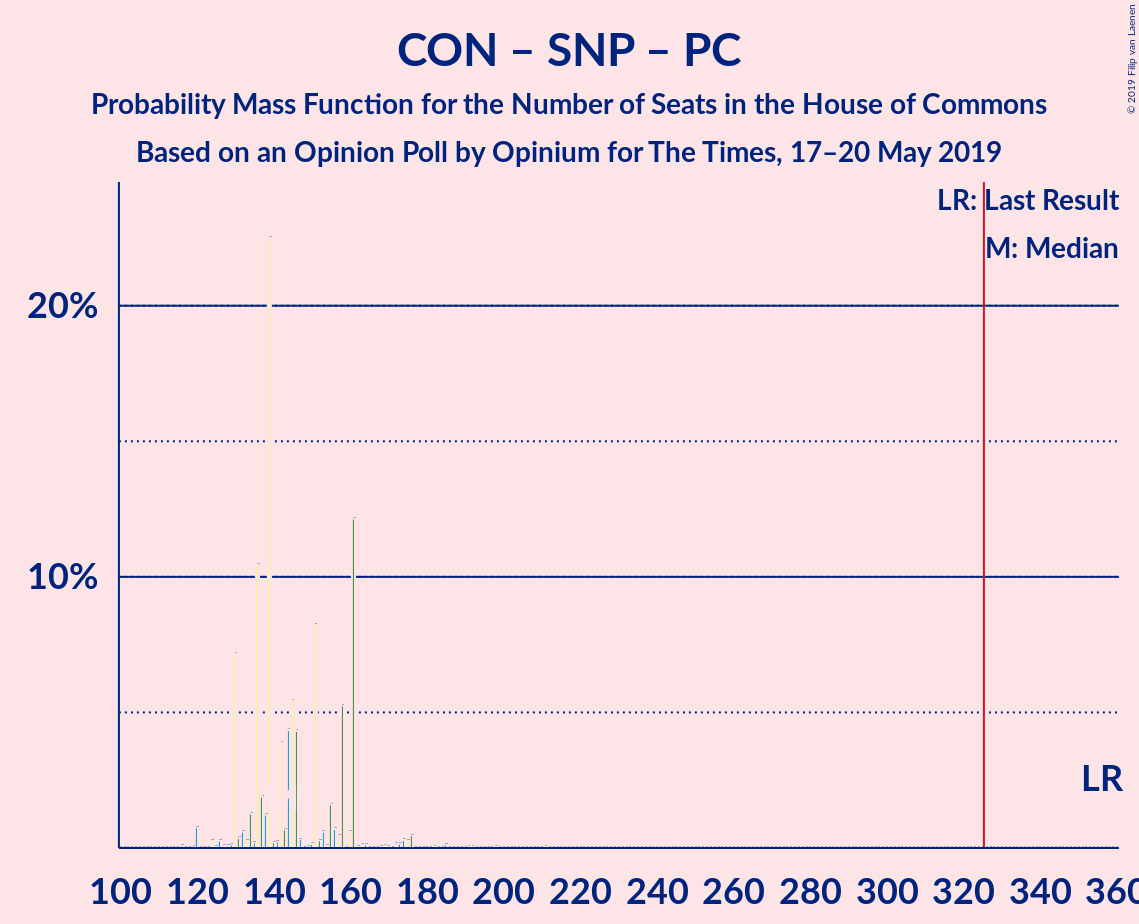 CON – SNP – PC
Probability Mass Function for the Number of Seats in the House of Commons
Based on an Opinion Poll by Opinium for The Times, 17–20 May 2019
© 2019 Filip van Laenen
LR: Last Result
M: Median
20%
10%
LR
100 120 140 160 180 200 220 240 260 280 300 320 340 360